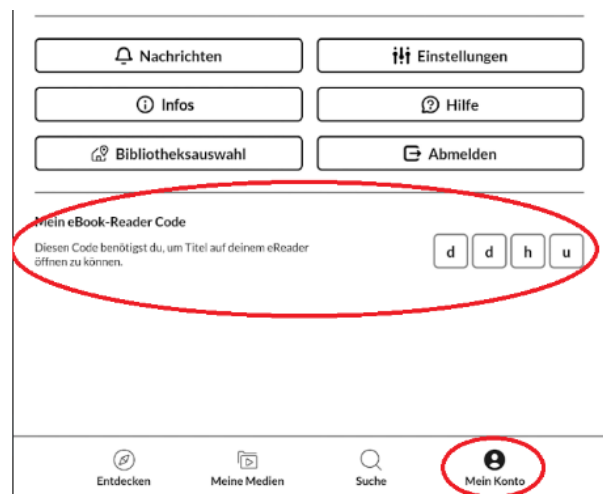 Nachrichten
Einstellungen
Infos
Hilfe
Bibliotheksauswahl
Abmelden
Mein eBook-Reader Code
Diesen Code benötigst du, um Titel auf deinem eReader
öffnen zu können.
d d h u
Entdecken
Meine Medien
Suche
Mein Konto